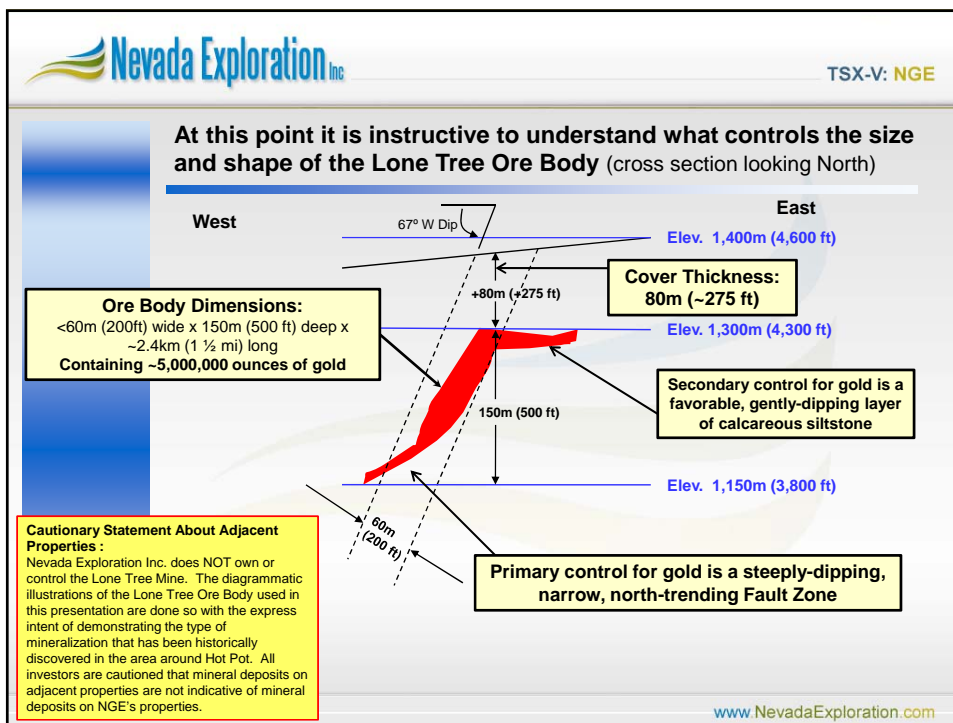 Nevada Exploration Inc
TSX-V: NGE
At this point it is instructive to understand what controls the size
and shape of the Lone Tree Ore Body (cross section looking North)
West
East
67º W Dip
Elev. 1,400m (4,600 ft)
Cover Thickness:
80m (~275 ft)
+80m (+275 ft)
Ore Body Dimensions:
<60m (200ft) wide x 150m (500 ft) deep x
~2.4km (1 ½ mi) long
Containing ~5,000,000 ounces of gold
Elev. 1,300m (4,300 ft)
Secondary control for gold is a
favorable, gently-dipping layer
of calcareous siltstone
150m (500 ft)
Elev. 1,150m (3,800 ft)
60m
(200 ft)
Primary control for gold is a steeply-dipping,
narrow, north-trending Fault Zone
Cautionary Statement About Adjacent
Properties :
Nevada Exploration Inc. does NOT own or
control the Lone Tree Mine. The diagrammatic
illustrations of the Lone Tree Ore Body used in
this presentation are done so with the express
intent of demonstrating the type of
mineralization that has been historically
discovered in the area around Hot Pot. All
investors are cautioned that mineral deposits on
adjacent properties are not indicative of mineral
deposits on NGE's properties.
www.NevadaExploration.com